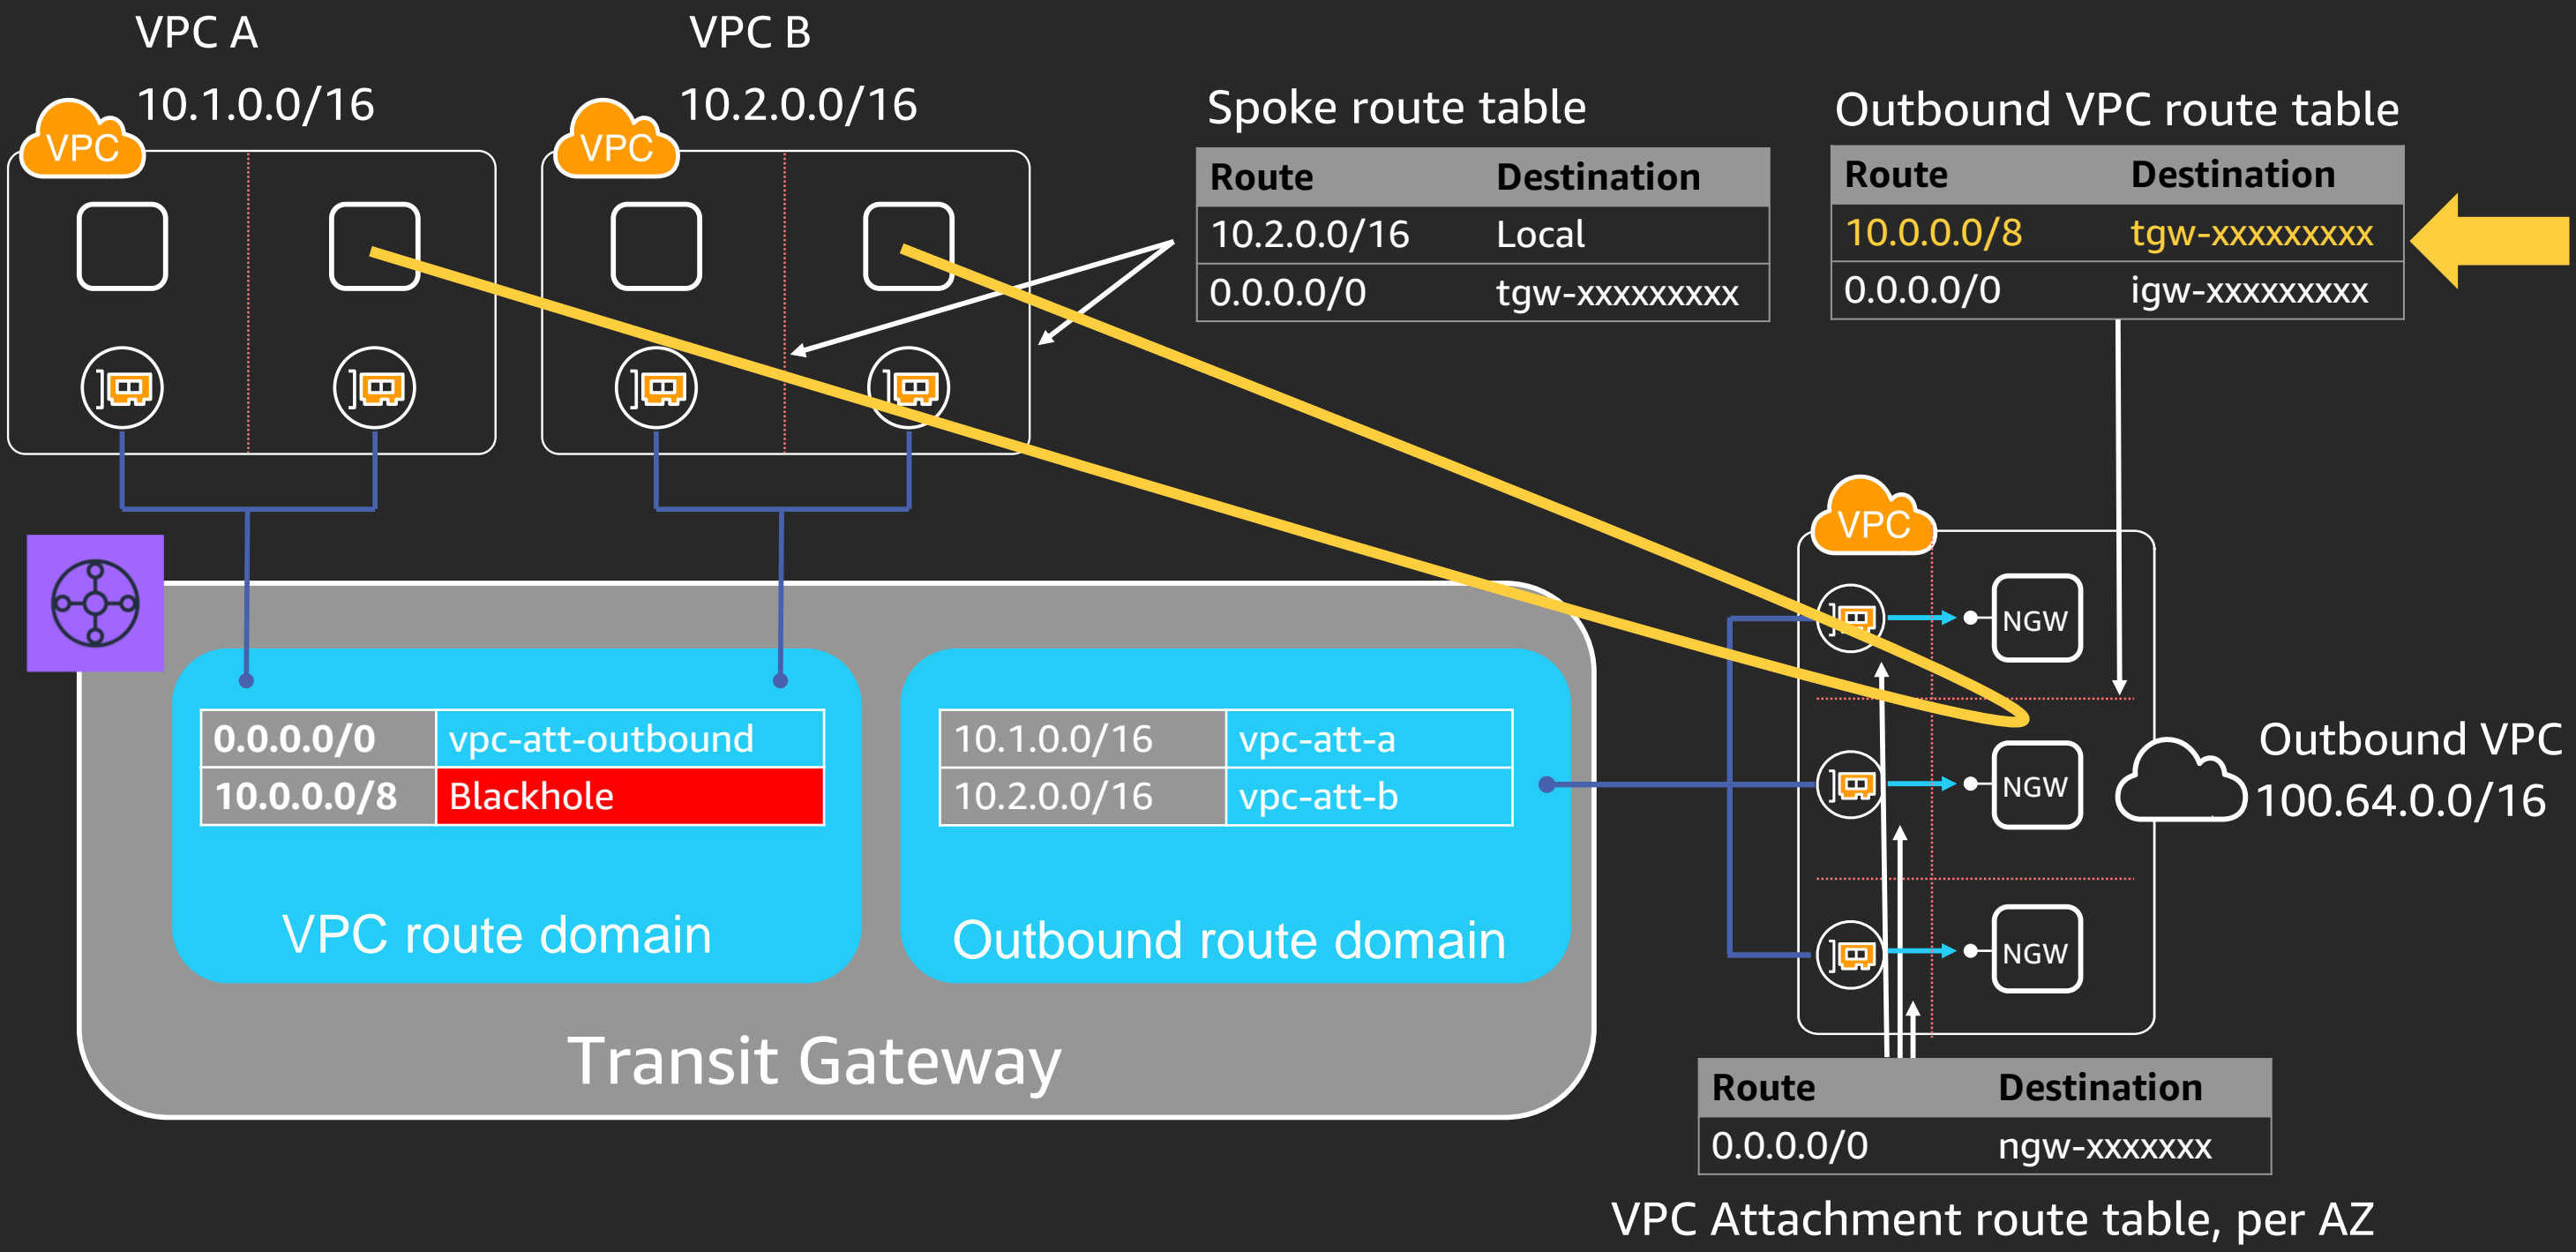 VPC A
10.1.0.0/16
VPC
VPC B
10.2.0.0/16
VPC
Spoke route table
Route Destination
10.2.0.0/16 Local
0.0.0.0/0 tgw-xxxxxxxxx
Outbound VPC route table
Route Destination
10.0.0.0/8 tgw-xxxxxxxxx
0.0.0.0/0 igw-xxxxxxxxx
0.0.0.0/0 vpc-att-outbound
10.0.0.0/8 Blackhole
VPC route domain
10.1.0.0/16 vpc-att-a
10.2.0.0/16 vpc-att-b
Outbound route domain
Transit Gateway
VPC
NGW
NGW
NGW
Outbound VPC
100.64.0.0/16
Route Destination
0.0.0.0/0 ngw-xxxxxxx
VPC Attachment route table, per AZ